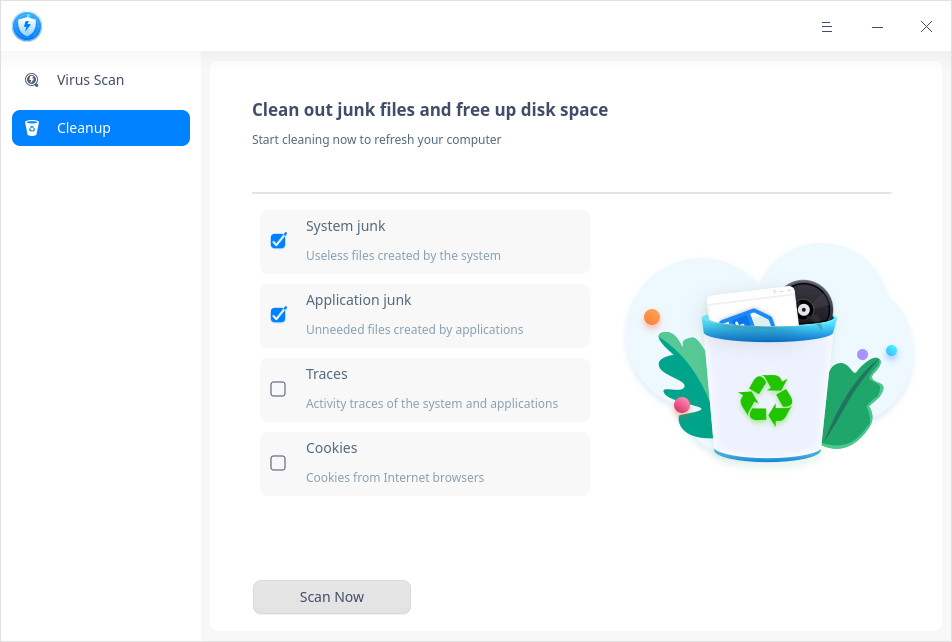 Virus Scan
Cleanup
Clean out junk files and free up disk space
Start cleaning now to refresh your computer
System junk
Useless files created by the system
Application junk
Unneeded files created by applications
Traces
Activity traces of the system and applications
Cookies
Cookies from Internet browsers
Scan Now